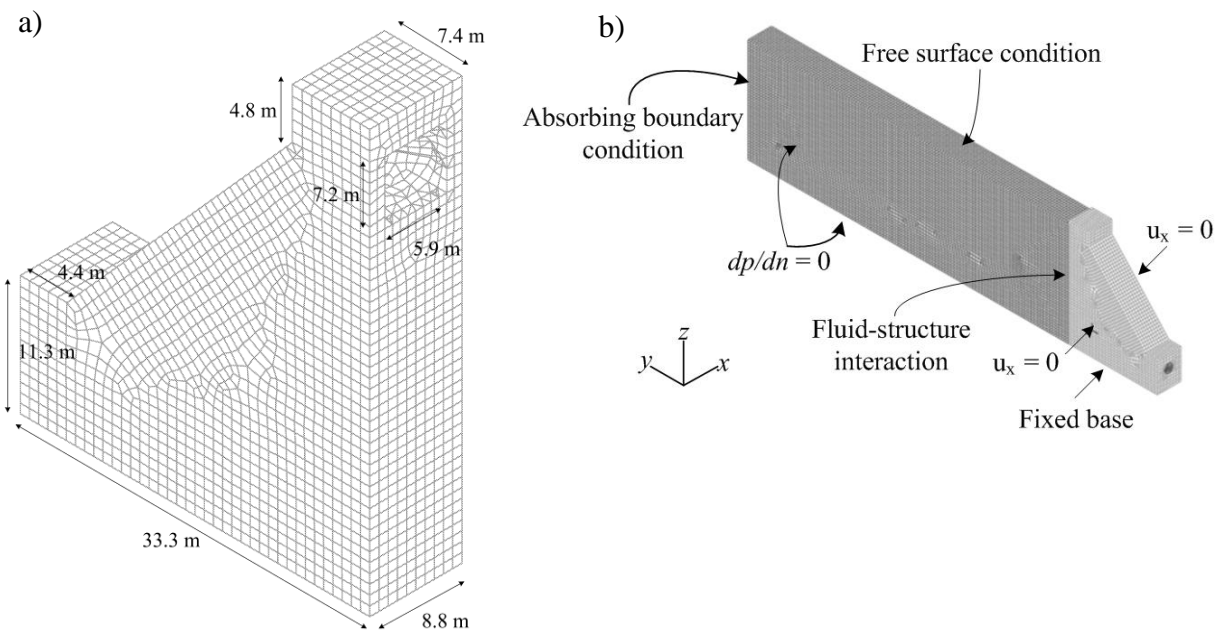 a)
7.4 m
4.8 m
7.2 m
5.9 m
4.4 m
11.3 m
33.3 m
8.8 m
b)
Free surface condition
Absorbing boundary
condition
dp/dn = 0
Fluid-structure
interaction
u_x = 0
u_x = 0
Fixed base
z
y
x